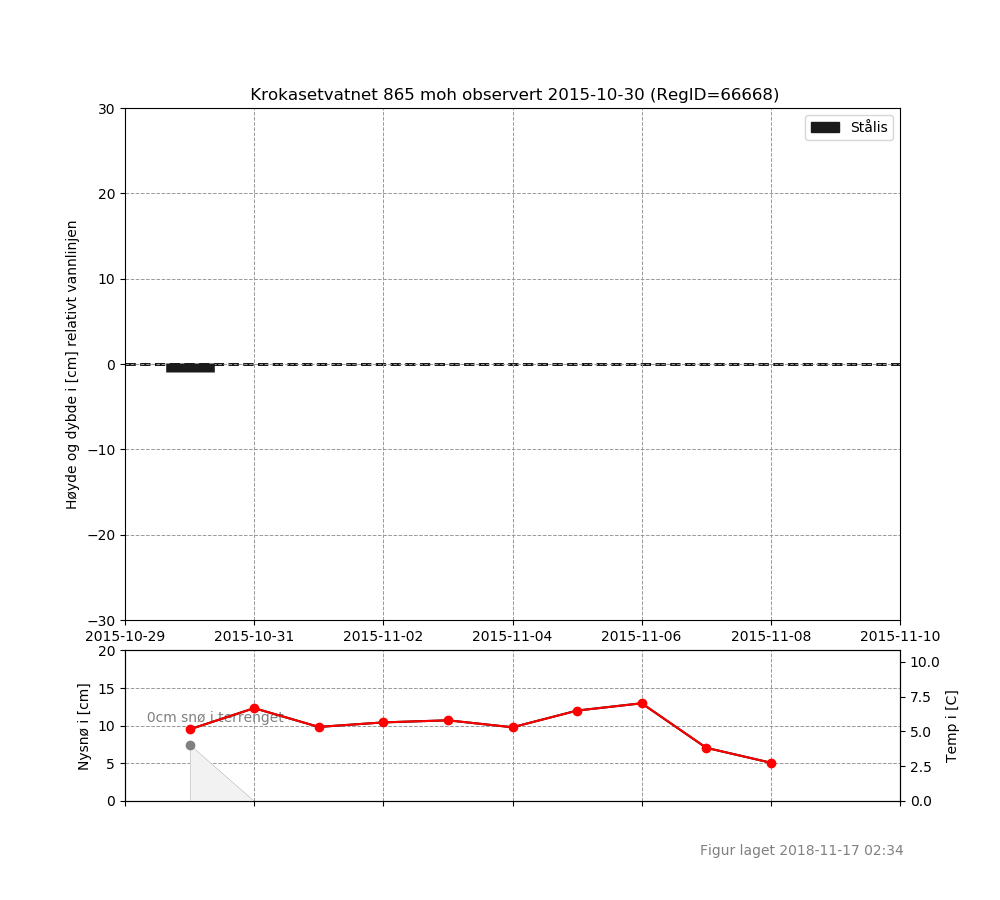 Krokasetvatnet 865 moh observert 2015-10-30 (RegID=66668)
Stålis
Høyde og dybde i [cm] relativt vannlinjen
30
20
10
0
−10
−20
−30
2015-10-29 2015-10-31 2015-11-02 2015-11-04 2015-11-06 2015-11-08 2015-11-10
Nysnø i [cm]
20
15
10
5
0
0cm snø i terrenget
10.0
7.5
5.0
2.5
0.0
Temp i [C]
Figur laget 2018-11-17 02:34